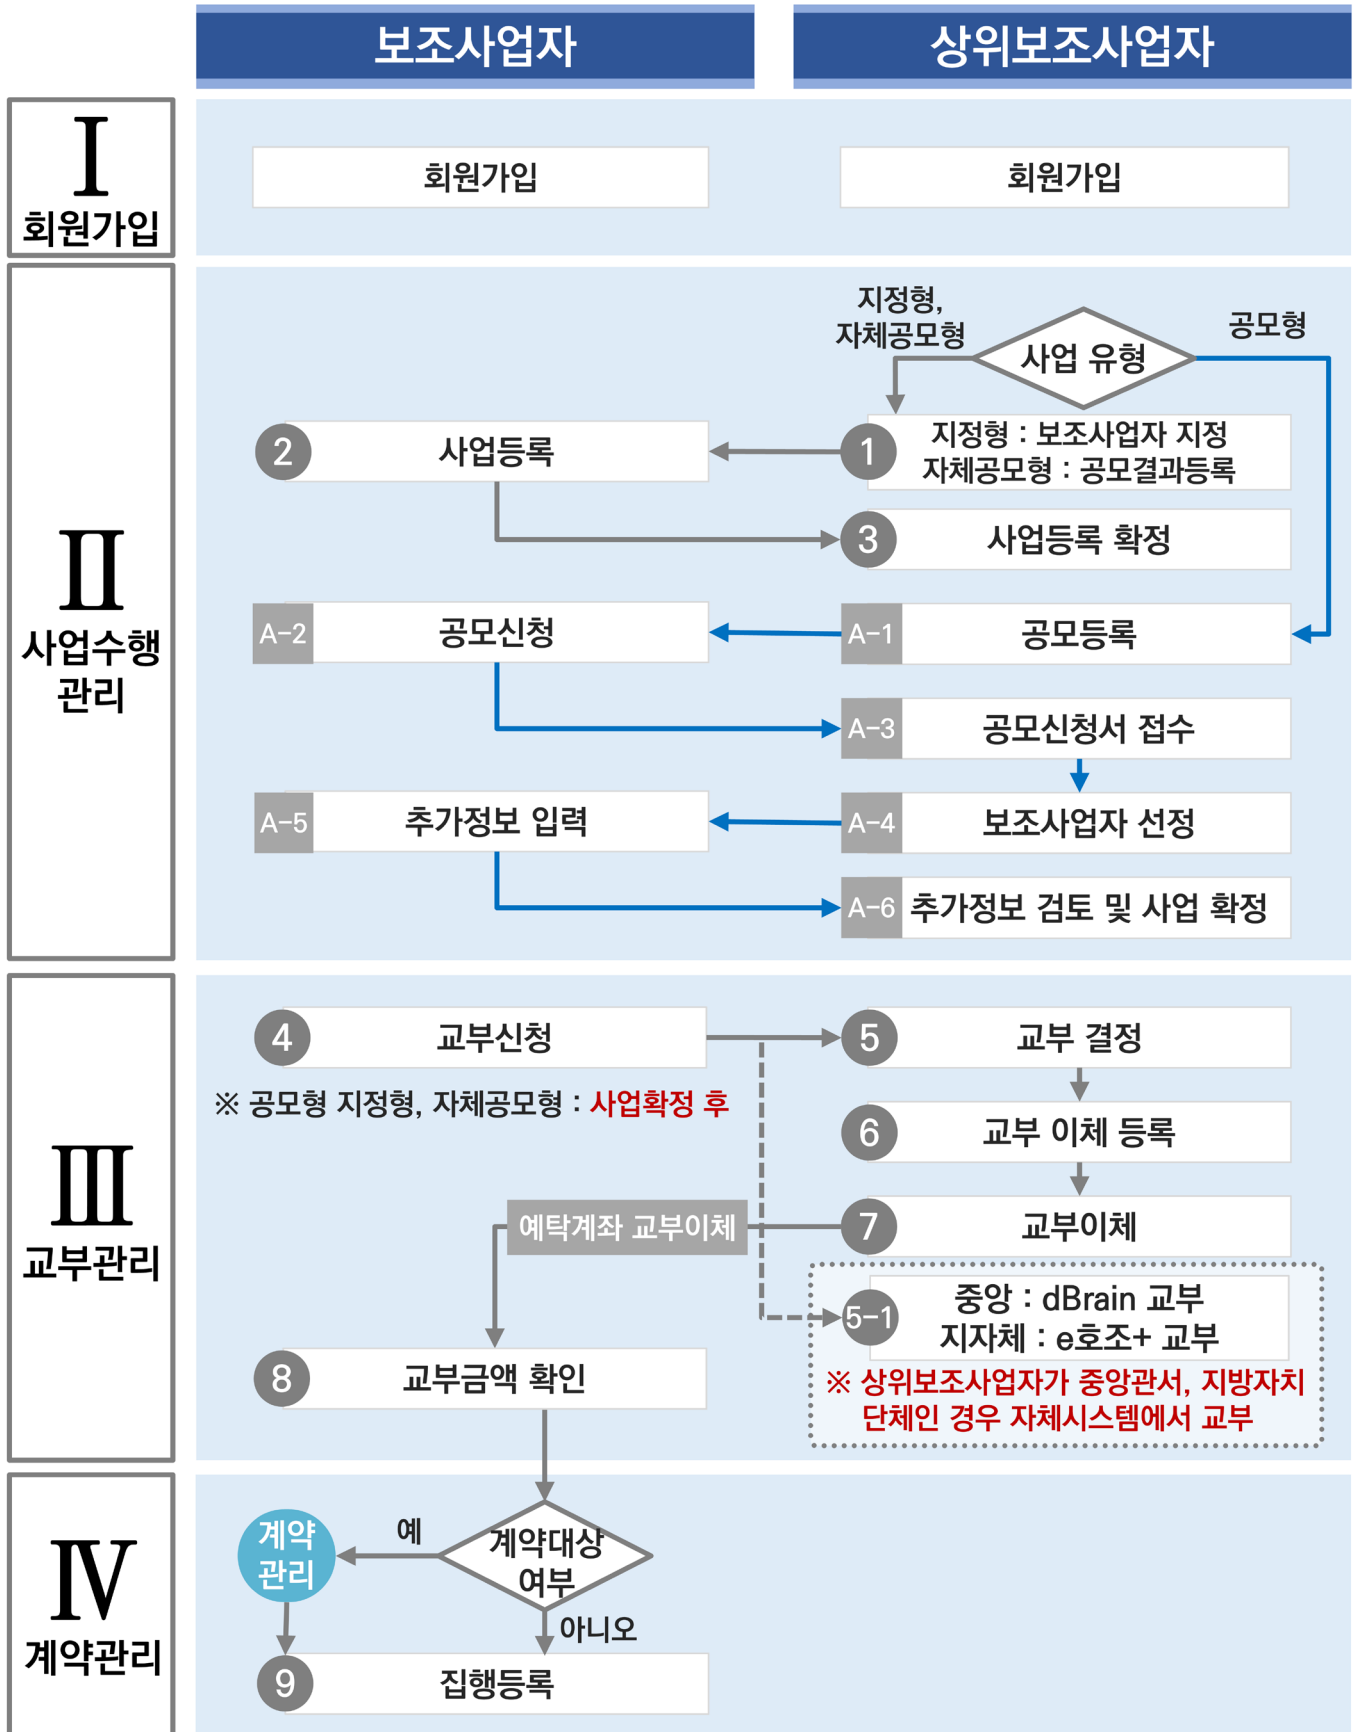 보조사업자
상위보조사업자
Ⅰ
회원가입
회원가입
회원가입
Ⅱ
사업수행
관리
지정형,
자체공모형
사업 유형
공모형
1
지정형 : 보조사업자 지정
자체공모형 : 공모결과등록
2
사업등록
3
사업등록 확정
A-1
공모등록
A-2
공모신청
A-3
공모신청서 접수
A-4
보조사업자 선정
A-5
추가정보 입력
A-6
추가정보 검토 및 사업 확정
Ⅲ
교부관리
4
교부신청
※ 공모형 지정형, 자체공모형 : 사업확정 후
5
교부 결정
6
교부 이체 등록
7
교부이체
예탁계좌 교부이체
5-1
중앙 : dBrain 교부
지자체 : e호조+ 교부
※ 상위보조사업자가 중앙관서, 지방자치
단체인 경우 자체시스템에서 교부
8
교부금액 확인
Ⅳ
계약관리
계약대상
여부
예
계약
관리
아니오
9
집행등록